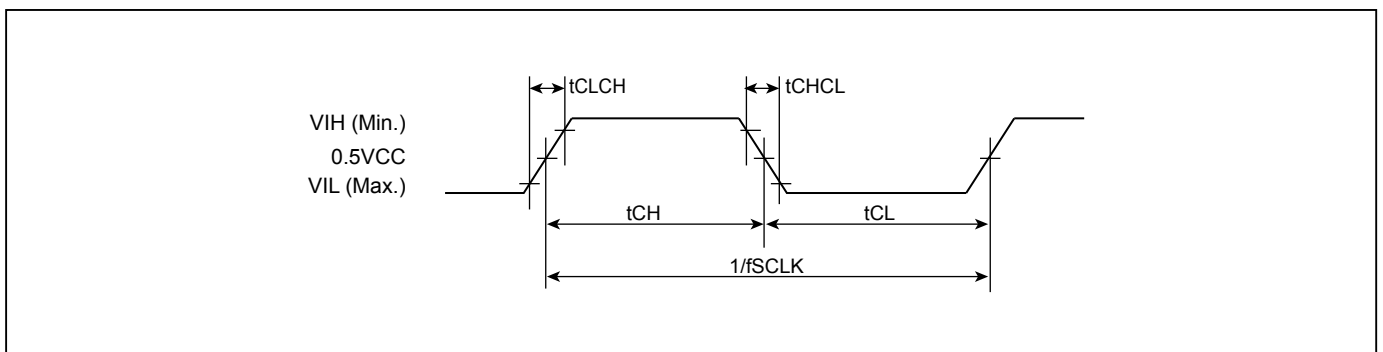 tCLCH
tCHCL
VIH (Min.)
0.5VCC
VIL (Max.)
tCH
tCL
1/fSCLK